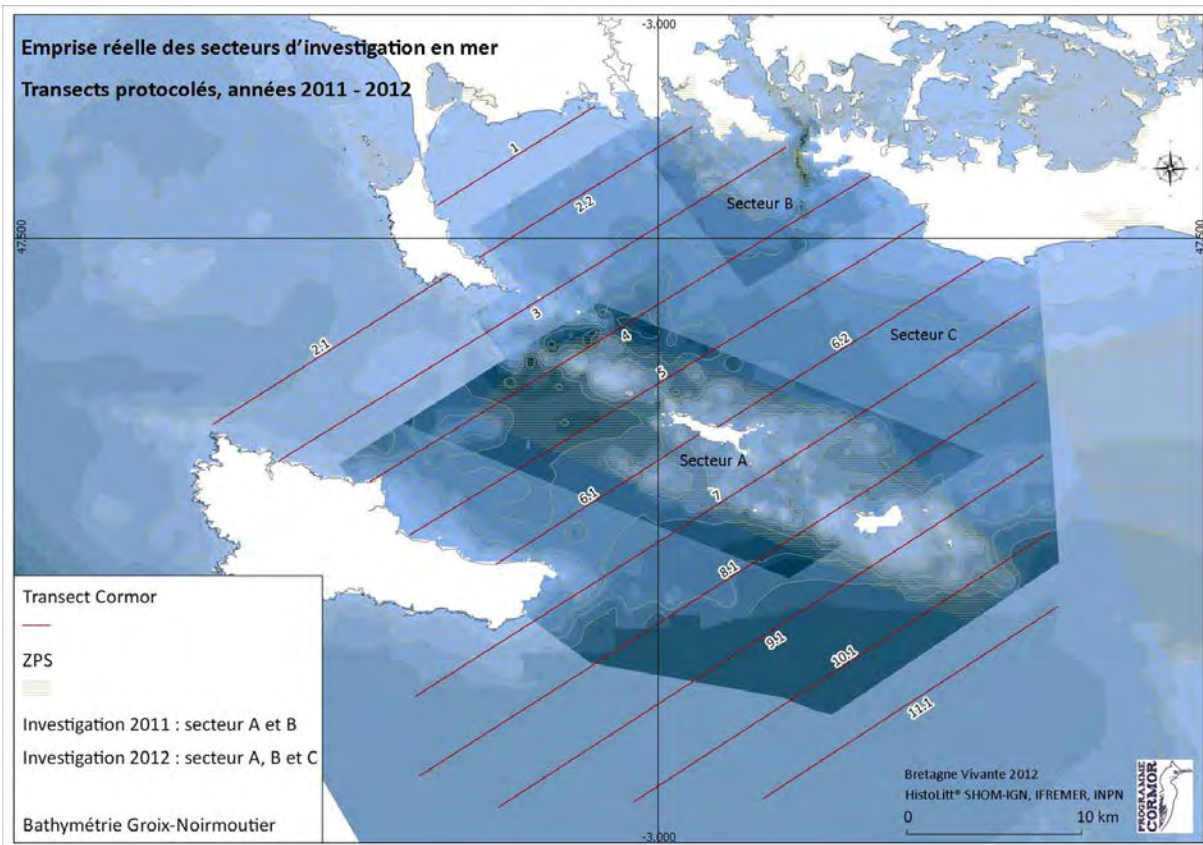 -3.000
Emprise réelle des secteurs d'investigation en mer
Transects protocolés, années 2011 - 2012
1
2.2
Secteur B
47.500
47.500
3
4
2.1
6.2
Secteur C
5
Secteur A
6.1
7
8.1
9.1
10.1
11.1
Transect Cormor
ZPS
Investigation 2011 : secteur A et B
Investigation 2012 : secteur A, B et C
Bathymétrie Groix-Noirmoutier
Bretagne Vivante 2012
HistoLitt® SHOM-IGN, IFREMER, INPN
0 10 km
PROGRAMME
CORMOR
-3.000